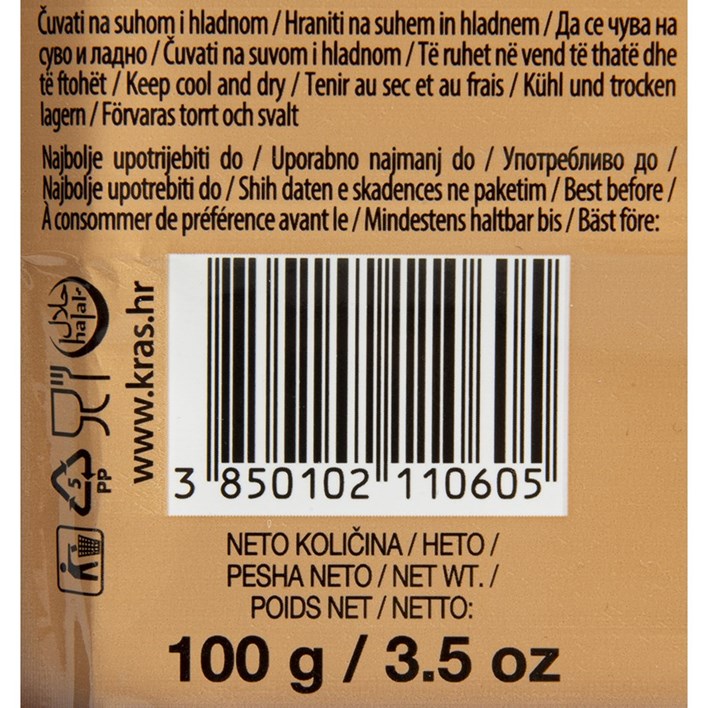 Čuvati na suhom i hladnom / Hraniti na suhem in hladnem / Да се чува на
суво и ладно / Čuvati na suvom i hladnom / Të ruhet në vend të thatë dhe
të ftohët / Keep cool and dry / Tenir au sec et au frais / Kühl und trocken
lagern / Förvaras torrt och svalt
Najbolje upotrijebiti do / Uporabno najmanj do / Употребливо до /
Najbolje upotrebiti do / Shih daten e skadences ne paketim / Best before /
À consommer de préférence avant le / Mindestens haltbar bis / Bäst före:
حلال
halal
www.kras.hr
5
PP
3 850102 110605
NETO KOLIČINA / НЕТО /
PESHA NETO / NET WT. /
POIDS NET / NETTO:
100 g / 3.5 oz